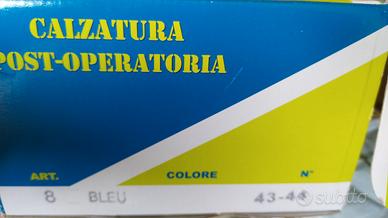 CALZATURA
POST-OPERATORIA
ART. COLORE N°
8 BLEU 43-44
subito